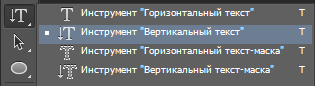 Инструмент "Горизонтальный текст" T
Инструмент "Вертикальный текст" T
Инструмент "Горизонтальный текст-маска" T
Инструмент "Вертикальный текст-маска" T